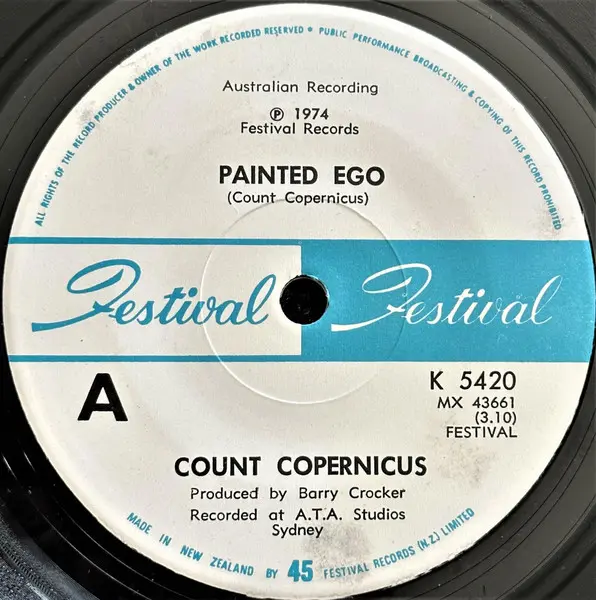 ALL RIGHTS OF THE RECORD PRODUCER & OWNER OF THE WORK RECORDED RESERVED • PUBLIC PERFORMANCE BROADCASTING & COPYING OF THIS RECORD PROHIBITED
Australian Recording
℗ 1974
Festival Records
PAINTED EGO
(Count Copernicus)
Festival Festival
A
K 5420
MX 43661
(3.10)
FESTIVAL
COUNT COPERNICUS
Produced by Barry Crocker
Recorded at A.T.A. Studios
Sydney
MADE IN NEW ZEALAND BY 45 FESTIVAL RECORDS (N.Z.) LIMITED